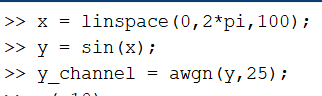 >> x = linspace(0,2*pi,100);
>> y = sin(x);
>> y_channel = awgn(y,25);